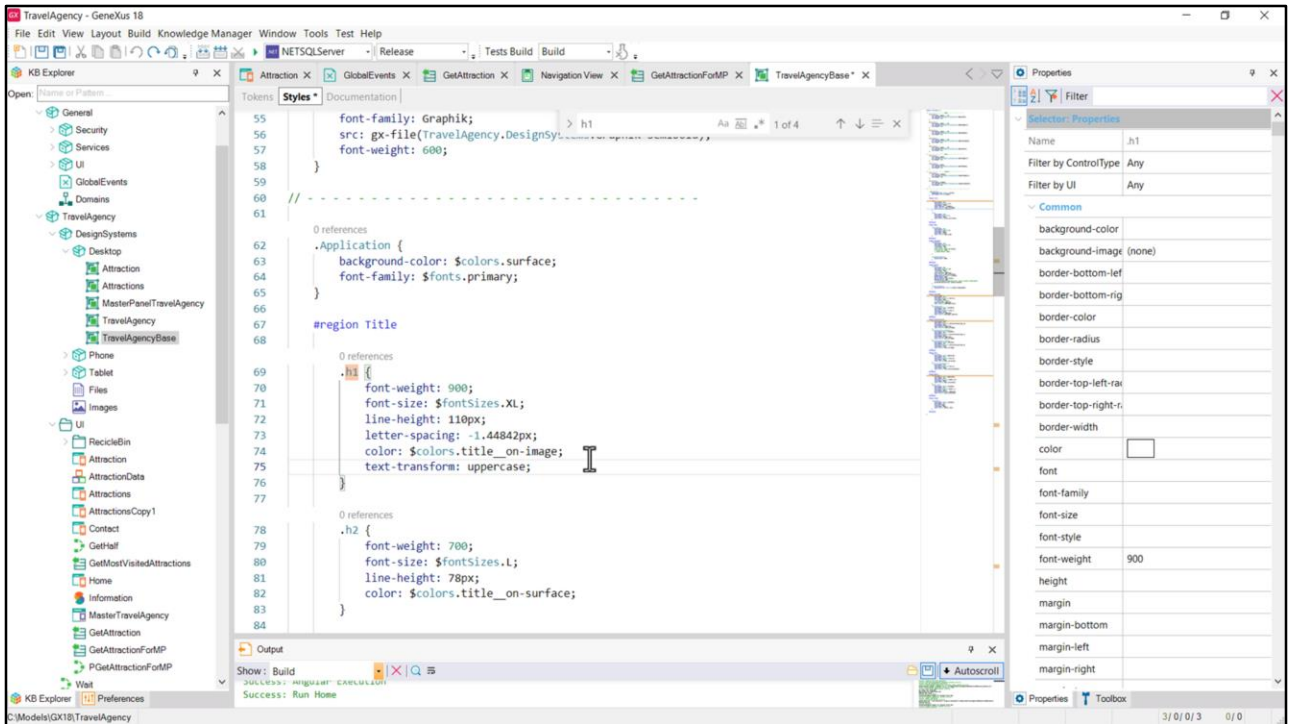 TravelAgency - GeneXus 18
File Edit View Layout Build Knowledge Manager Window Tools Test Help
NETSQLServer Release Tests Build Build
KB Explorer
Open: Name or Pattern...
General
Security
Services
UI
GlobalEvents
Domains
TravelAgency
DesignSystems
Desktop
Attraction
Attractions
MasterPanelTravelAgency
TravelAgency
TravelAgencyBase
Phone
Tablet
Files
Images
UI
RecicleBin
Attraction
AttractionData
Attractions
AttractionsCopy1
Contact
GetHalf
GetMostVisitedAttractions
Home
Information
MasterTravelAgency
GetAttraction
GetAttractionForMP
PGetAttractionForMP
Wait
KB Explorer Preferences
Attraction X GlobalEvents X GetAttraction X Navigation View X GetAttractionForMP X TravelAgencyBase * X
Tokens Styles * Documentation
h1 Aa 1 of 4
55 font-family: Graphik;
56 src: gx-file(TravelAgency.DesignSystems
57 font-weight: 600;
58 }
59
60 // - - - - - - - - - - - - - - - - - - - - - - - - - -
61
0 references
62 .Application {
63 background-color: $colors.surface;
64 font-family: $fonts.primary;
65 }
66
67 #region Title
68
0 references
69 .h1 {
70 font-weight: 900;
71 font-size: $fontSizes.XL;
72 line-height: 110px;
73 letter-spacing: -1.44842px;
74 color: $colors.title__on-image;
75 text-transform: uppercase;
76 }
77
0 references
78 .h2 {
79 font-weight: 700;
80 font-size: $fontSizes.L;
81 line-height: 78px;
82 color: $colors.title__on-surface;
83 }
84
Output
Show: Build Autoscroll
Success: Angular Execution
Success: Run Home
Properties
Filter
Selector: Properties
Name .h1
Filter by ControlType Any
Filter by UI Any
Common
background-color
background-image (none)
border-bottom-lef
border-bottom-rig
border-color
border-radius
border-style
border-top-left-rad
border-top-right-r
border-width
color
font
font-family
font-size
font-style
font-weight 900
height
margin
margin-bottom
margin-left
margin-right
Properties Toolbox
C:\Models\GX18\TravelAgency 3/0/0/3 0/0